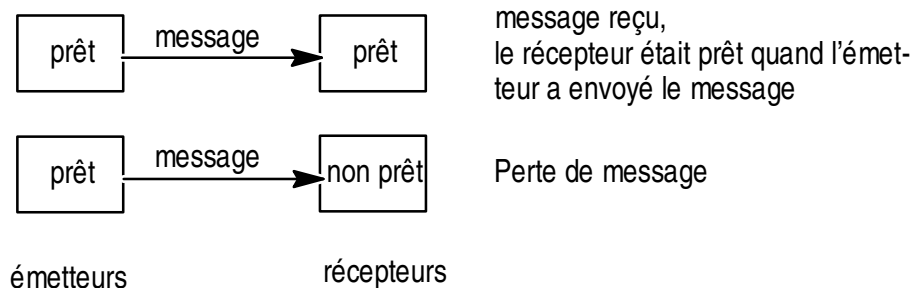 prêt
message
prêt
message reçu,
le récepteur était prêt quand l'émet-
teur a envoyé le message
prêt
message
non prêt
Perte de message
émetteurs
récepteurs